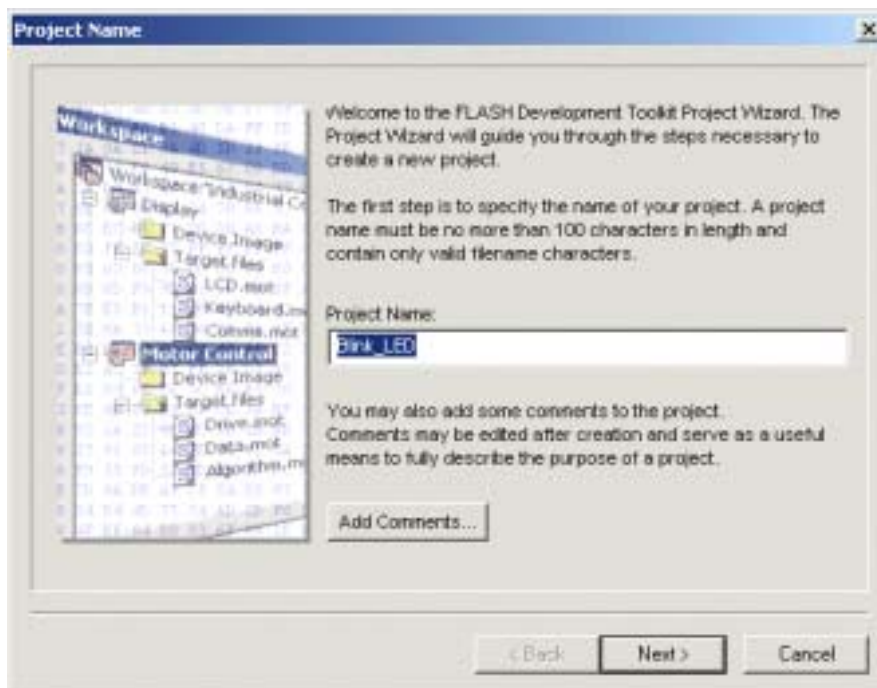 Project Name
Welcome to the FLASH Development Toolkit Project Wizard. The
Project Wizard will guide you through the steps necessary to
create a new project.
The first step is to specify the name of your project. A project
name must be no more than 100 characters in length and
contain only valid filename characters.
Project Name:
Blink_LED
You may also add some comments to the project.
Comments may be edited after creation and serve as a useful
means to fully describe the purpose of a project.
Add Comments...
Workspace
Workspace "Industrial Co
Display
Device Image
Target Files
LCD.mot
Keyboard.m
Comms.mot
Motor Control
Device Image
Target Files
Drive.mot
Data.mot
Algorithm.m
< Back
Next >
Cancel